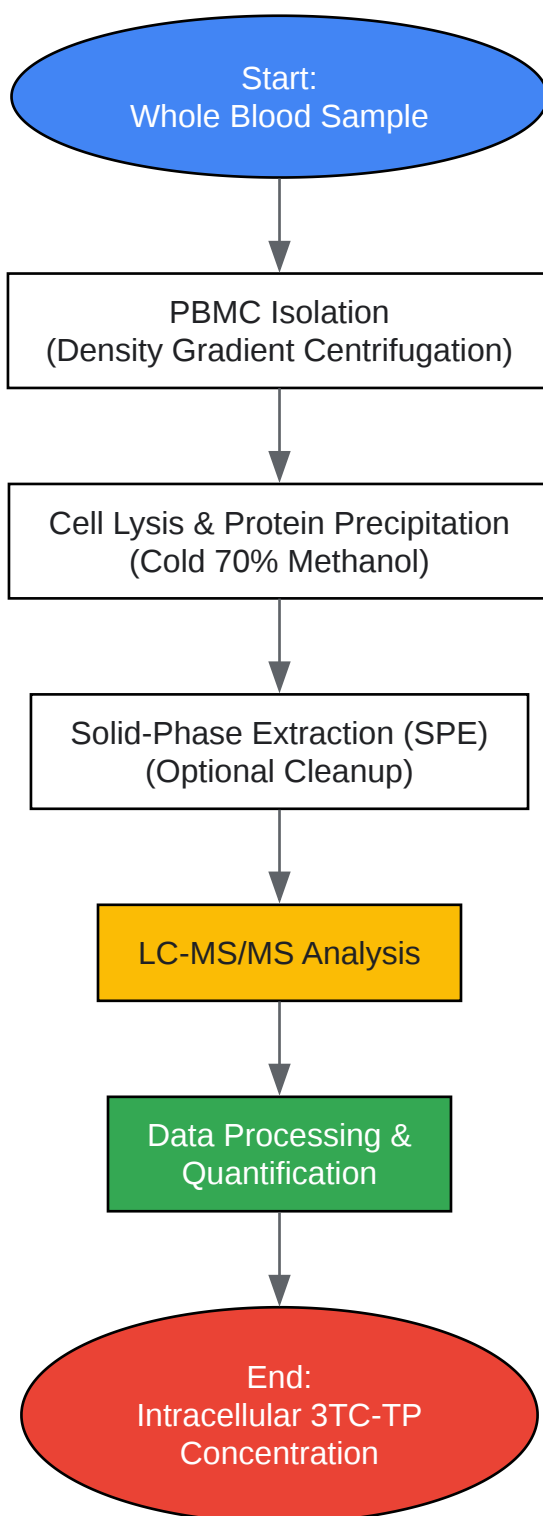 Start:
Whole Blood Sample
PBMC Isolation
(Density Gradient Centrifugation)
Cell Lysis & Protein Precipitation
(Cold 70% Methanol)
Solid-Phase Extraction (SPE)
(Optional Cleanup)
LC-MS/MS Analysis
Data Processing &
Quantification
End:
Intracellular 3TC-TP
Concentration